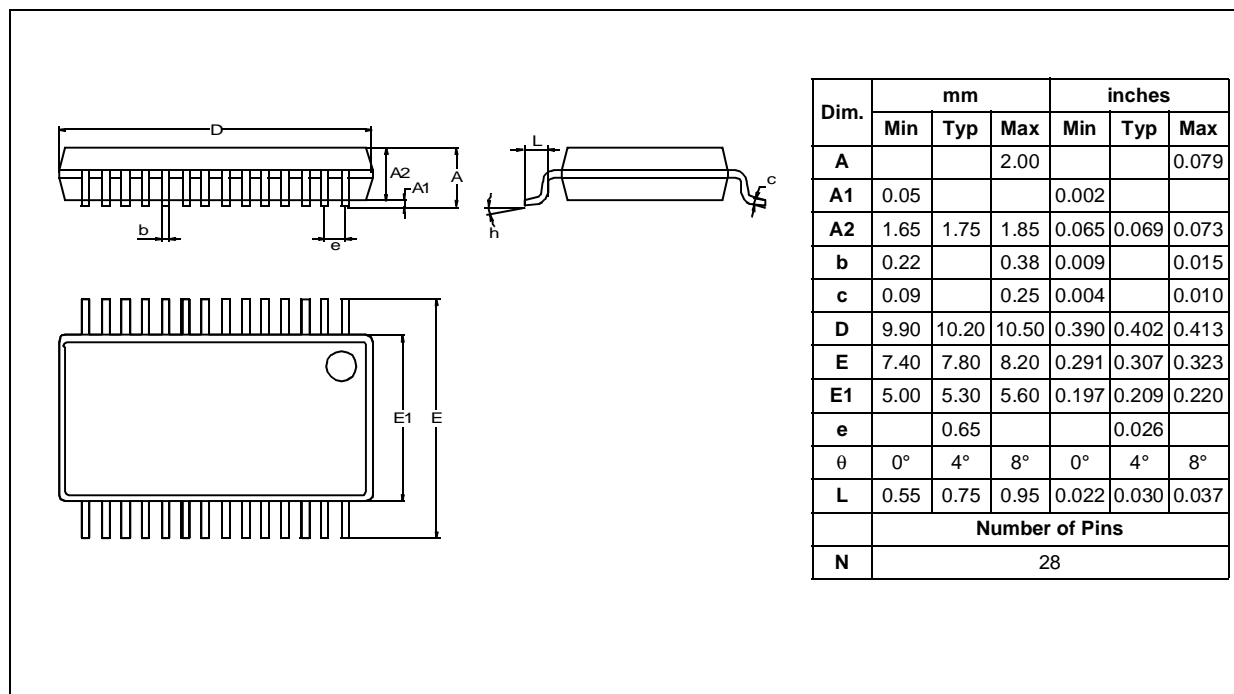 D
A2
A
A1
b
e
L
c
h
E1
E
Dim. mm inches
Min Typ Max Min Typ Max
A 2.00 0.079
A1 0.05 0.002
A2 1.65 1.75 1.85 0.065 0.069 0.073
b 0.22 0.38 0.009 0.015
c 0.09 0.25 0.004 0.010
D 9.90 10.20 10.50 0.390 0.402 0.413
E 7.40 7.80 8.20 0.291 0.307 0.323
E1 5.00 5.30 5.60 0.197 0.209 0.220
e 0.65 0.026
θ 0° 4° 8° 0° 4° 8°
L 0.55 0.75 0.95 0.022 0.030 0.037
Number of Pins
N 28